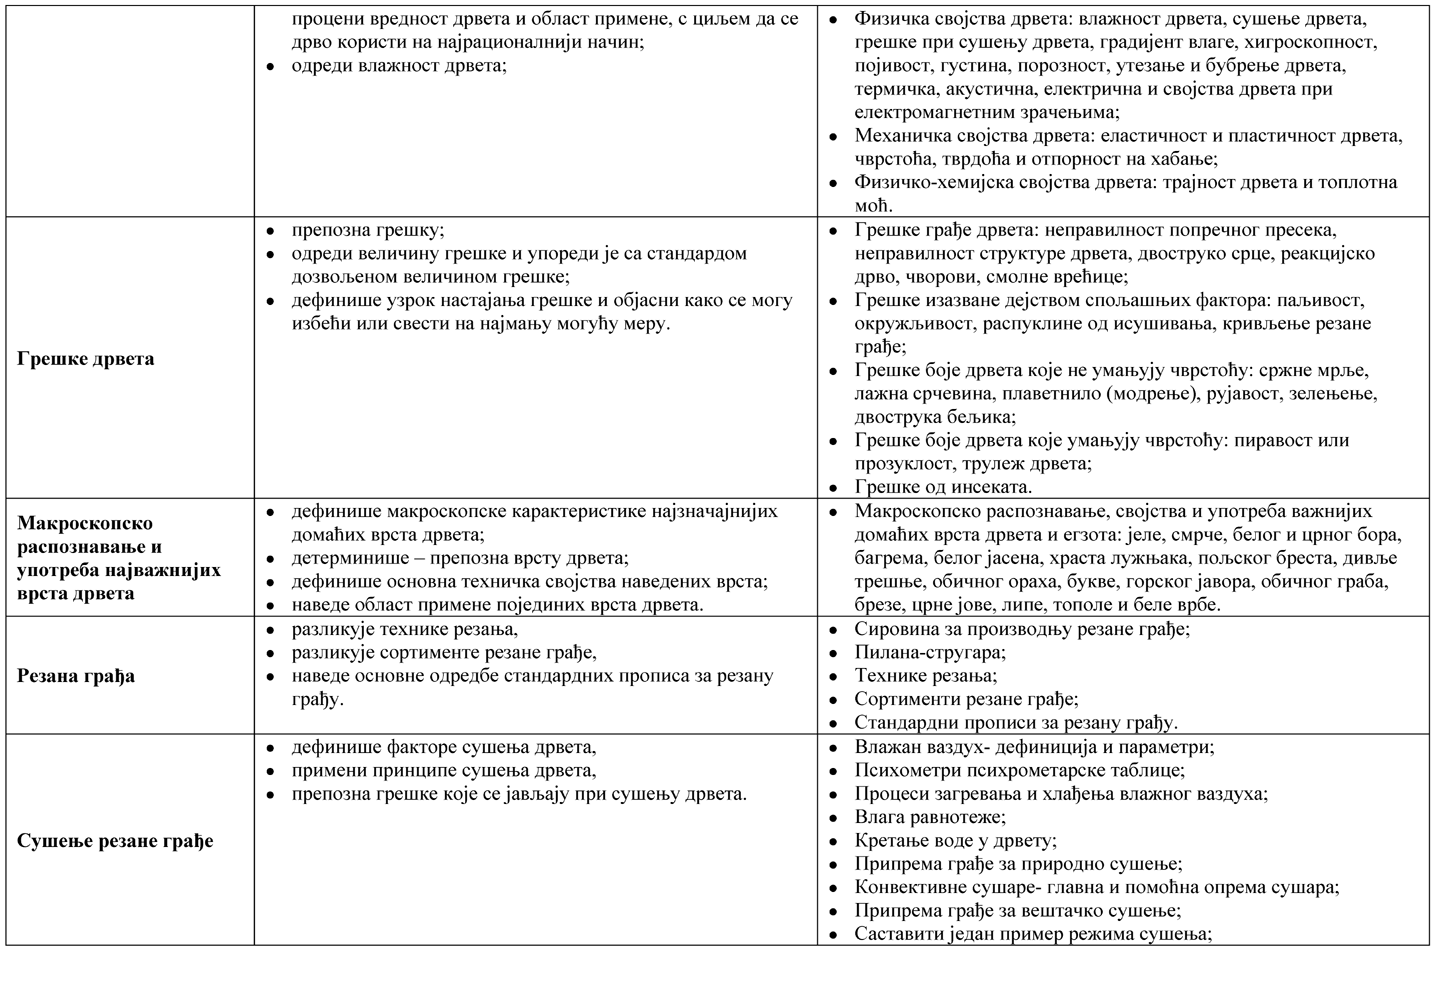 процени вредност дрвета и област примене, с циљем да се
дрво користи на најрационалнији начин;
• одреди влажност дрвета;
• Физичка својства дрвета: влажност дрвета, сушење дрвета,
грешке при сушењу дрвета, градијент влаге, хигроскопност,
појивост, густина, порозност, утезање и бубрење дрвета,
термичка, акустична, електрична и својства дрвета при
електромагнетним зрачењима;
• Механичка својства дрвета: еластичност и пластичност дрвета,
чврстоћа, тврдоћа и отпорност на хабање;
• Физичко-хемијска својства дрвета: трајност дрвета и топлотна
моћ.
Грешке дрвета
• препозна грешку;
• одреди величину грешке и упореди је са стандардом
дозвољеном величином грешке;
• дефинише узрок настајања грешке и објасни како се могу
избећи или свести на најмању могућу меру.
• Грешке грађе дрвета: неправилност попречног пресека,
неправилност структуре дрвета, двоструко срце, реакцијско
дрво, чворови, смолне врећице;
• Грешке изазване дејством спољашњих фактора: паљивост,
окружљивост, распуклине од исушивања, кривљење резане
грађе;
• Грешке боје дрвета које не умањују чврстоћу: сржне мрље,
лажна срчевина, плаветнило (модрење), рујавост, зелењење,
двострука бељика;
• Грешке боје дрвета које умањују чврстоћу: пиравост или
прозуклост, трулеж дрвета;
• Грешке од инсеката.
Макроскопско
распознавање и
употреба најважнијих
врста дрвета
• дефинише макроскопске карактеристике најзначајнијих
домаћих врста дрвета;
• детерминише – препозна врсту дрвета;
• дефинише основна техничка својства наведених врста;
• наведе област примене појединих врста дрвета.
• Макроскопско распознавање, својства и употреба важнијих
домаћих врста дрвета и егзота: јеле, смрче, белог и црног бора,
багрема, белог јасена, храста лужњака, пољског бреста, дивље
трешње, обичног ораха, букве, горског јавора, обичног граба,
брезе, црне јове, липе, тополе и беле врбе.
Резана грађа
• разликује технике резања,
• разликује сортименте резане грађе,
• наведе основне одредбе стандардних прописа за резану
грађу.
• Сировина за производњу резане грађе;
• Пилана-стругара;
• Технике резања;
• Сортименти резане грађе;
• Стандардни прописи за резану грађу.
Сушење резане грађе
• дефинише факторе сушења дрвета,
• примени принципе сушења дрвета,
• препозна грешке које се јављају при сушењу дрвета.
• Влажан ваздух- дефиниција и параметри;
• Психометри психрометарске таблице;
• Процеси загревања и хлађења влажног ваздуха;
• Влага равнотеже;
• Кретање воде у дрвету;
• Припрема грађе за природно сушење;
• Конвективне сушаре- главна и помоћна опрема сушара;
• Припрема грађе за вештачко сушење;
• Саставити један пример режима сушења;